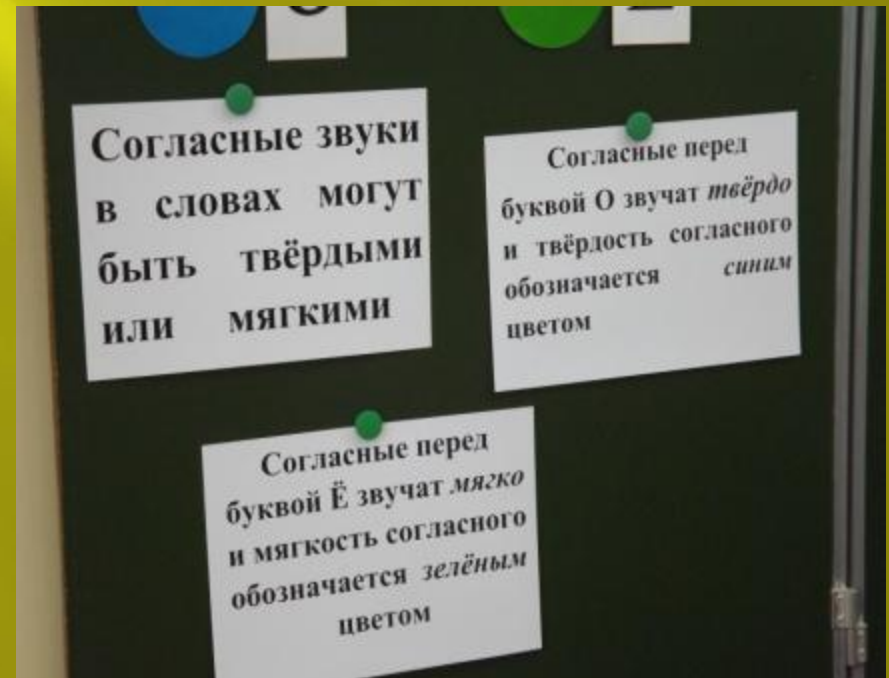 Согласные звуки
в словах могут
быть твёрдыми
или мягкими
Согласные перед
буквой О звучат твёрдо
и твёрдость согласного
обозначается синим
цветом
Согласные перед
буквой Ё звучат мягко
и мягкость согласного
обозначается зелёным
цветом